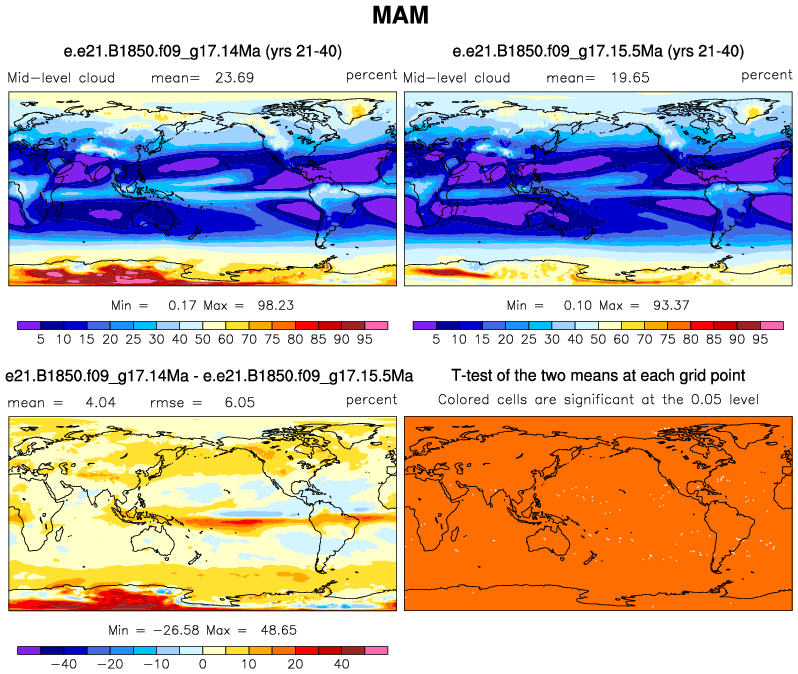 MAM
e.e21.B1850.f09_g17.14Ma (yrs 21-40)
Mid-level cloud mean= 23.69 percent
Min = 0.17 Max = 98.23
5 10 15 20 25 30 40 50 60 70 75 80 85 90 95
e.e21.B1850.f09_g17.15.5Ma (yrs 21-40)
Mid-level cloud mean= 19.65 percent
Min = 0.10 Max = 93.37
5 10 15 20 25 30 40 50 60 70 75 80 85 90 95
e21.B1850.f09_g17.14Ma - e.e21.B1850.f09_g17.15.5Ma
mean = 4.04 rmse = 6.05 percent
Min = -26.58 Max = 48.65
-40 -20 -10 0 10 20 40
T-test of the two means at each grid point
Colored cells are significant at the 0.05 level